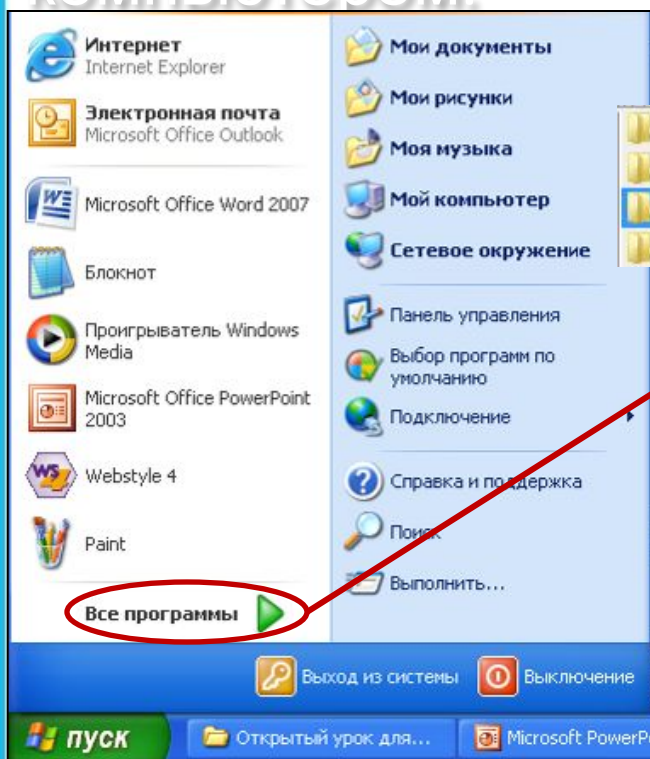 компьютером.
Интернет
Internet Explorer
Электронная почта
Microsoft Office Outlook
Microsoft Office Word 2007
Блокнот
Проигрыватель Windows
Media
Microsoft Office PowerPoint
2003
Webstyle 4
Paint
Все программы
Мои документы
Мои рисунки
Моя музыка
Мой компьютер
Сетевое окружение
Панель управления
Выбор программ по
умолчанию
Подключение
Справка и поддержка
Поиск
Выполнить...
Выход из системы
Выключение
пуск
Открытый урок для...
Microsoft PowerP